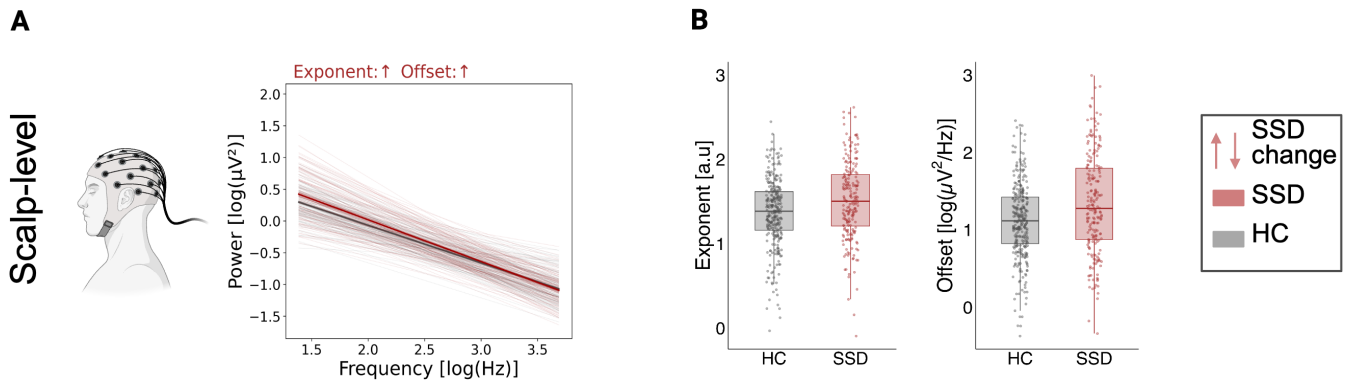 A
Scalp-level
Exponent:↑ Offset:↑
Power [log(μV²)]
2.0
1.5
1.0
0.5
0.0
−0.5
−1.0
−1.5
1.5
2.0
2.5
3.0
3.5
Frequency [log(Hz)]
B
Exponent [a.u]
3
2
1
0
HC
SSD
Offset [log(μV²/Hz)]
3
2
1
0
HC
SSD
SSD
change
SSD
HC